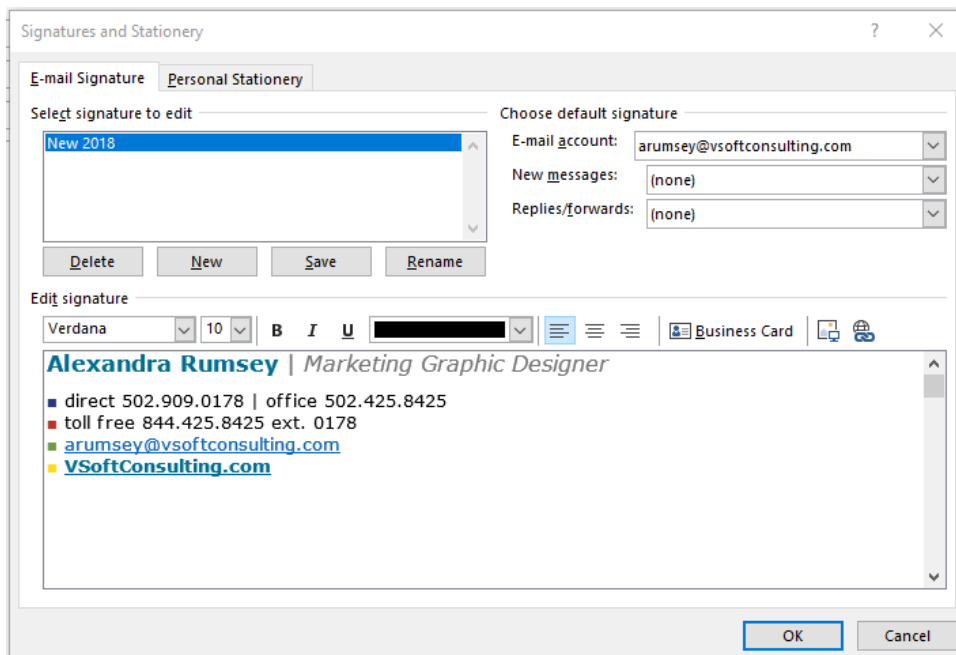 Signatures and Stationery
E-mail Signature Personal Stationery
Select signature to edit
New 2018
Delete New Save Rename
Choose default signature
E-mail account: arumsey@vsoftconsulting.com
New messages: (none)
Replies/forwards: (none)
Edit signature
Verdana 10 B I U Business Card
Alexandra Rumsey | Marketing Graphic Designer
direct 502.909.0178 | office 502.425.8425
toll free 844.425.8425 ext. 0178
arumsey@vsoftconsulting.com
VSoftConsulting.com
OK Cancel